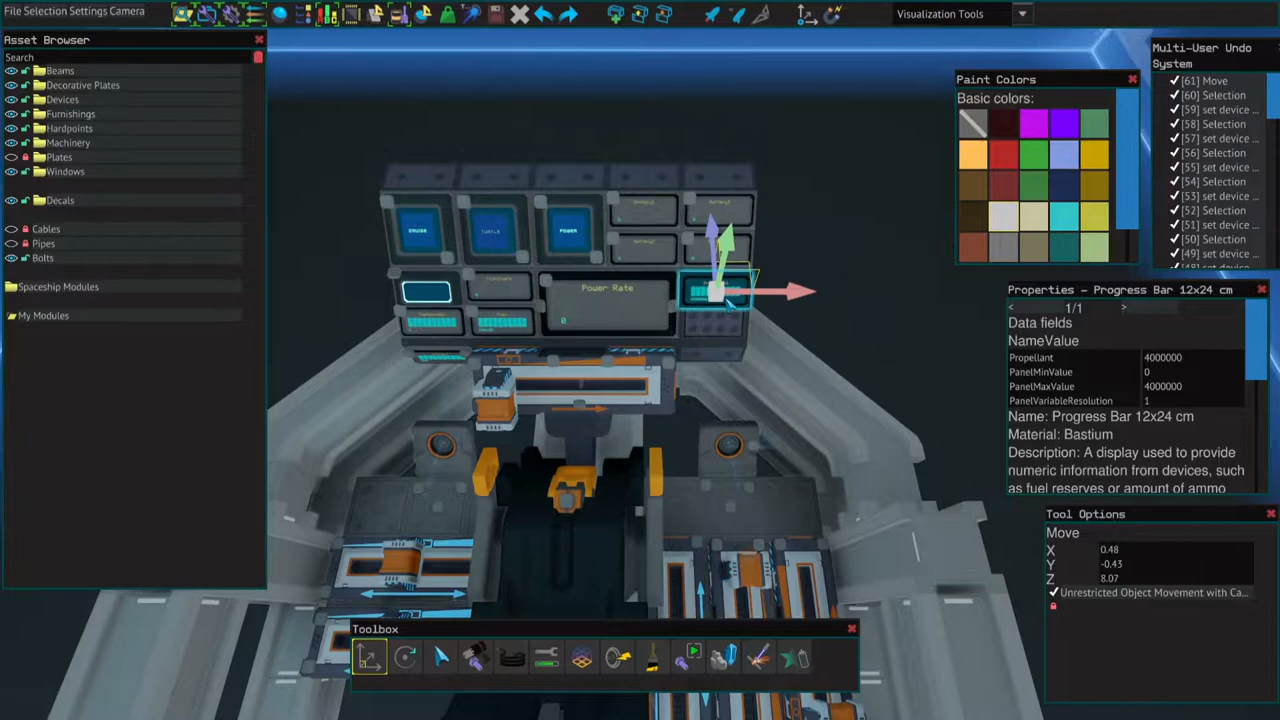 File Selection Settings Camera
Visualization Tools
Asset Browser
Search
Beams
Decorative Plates
Devices
Furnishings
Hardpoints
Machinery
Plates
Windows
Decals
Cables
Pipes
Bolts
Spaceship Modules
My Modules
CRUISE
TURTLE
POWER
Power Rate
0
Paint Colors
Basic colors:
Multi-User Undo
System
[61] Move
[60] Selection
[59] set device ...
[58] Selection
[57] set device ...
[56] Selection
[55] set device ...
[54] Selection
[53] set device ...
[52] Selection
[51] set device ...
[50] Selection
[49] set device ...
Properties - Progress Bar 12x24 cm
< 1/1 >
Data fields
NameValue
Propellant 4000000
PanelMinValue 0
PanelMaxValue 4000000
PanelVariableResolution 1
Name: Progress Bar 12x24 cm
Material: Bastium
Description: A display used to provide
numeric information from devices, such
as fuel reserves or amount of ammo
Tool Options
Move
X 0.48
Y -0.43
Z 8.07
Unrestricted Object Movement with Ca...
Toolbox